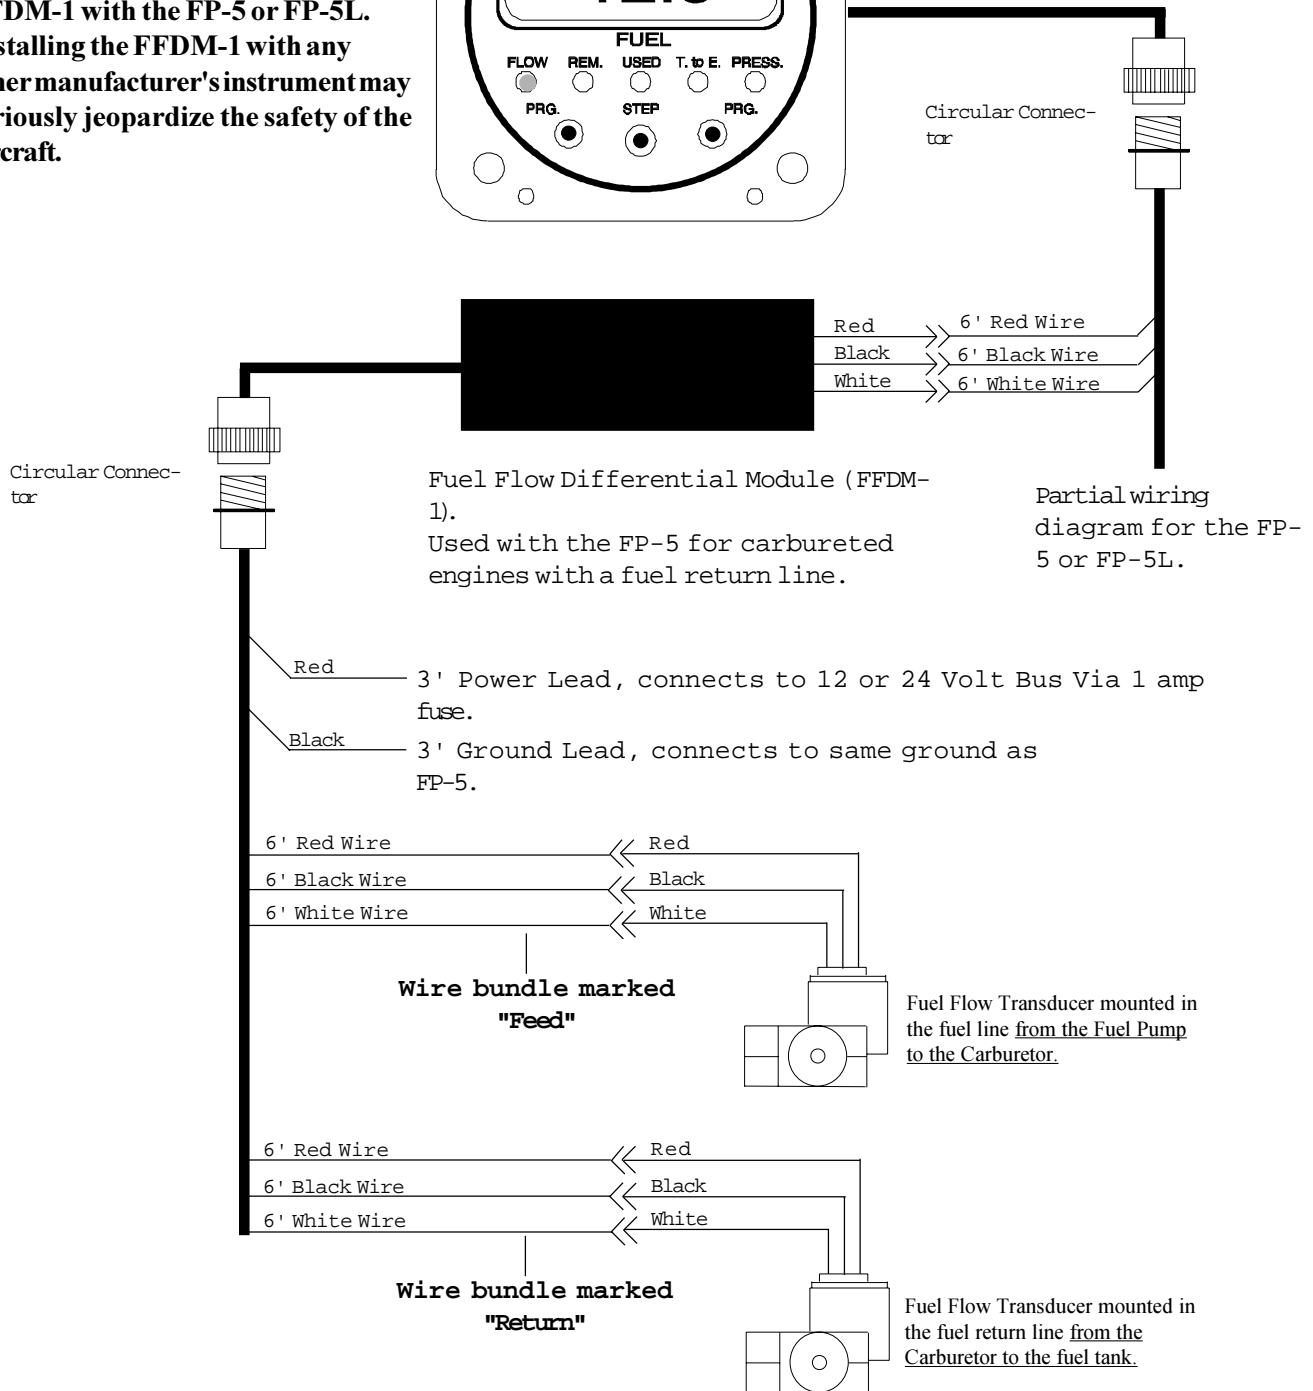 FDM-1 with the FP-5 or FP-5L.
stalling the FFDM-1 with any
her manufacturer's instrument may
riously jeopardize the safety of the
rcraft.
FUEL
FLOW REM. USED T. to E. PRESS.
PRG. STEP PRG.
Circular Connec-
tor
Red 6' Red Wire
Black 6' Black Wire
White 6' White Wire
Circular Connec-
tor
Fuel Flow Differential Module (FFDM-
1).
Used with the FP-5 for carbureted
engines with a fuel return line.
Partial wiring
diagram for the FP-
5 or FP-5L.
Red
3' Power Lead, connects to 12 or 24 Volt Bus Via 1 amp
fuse.
Black
3' Ground Lead, connects to same ground as
FP-5.
6' Red Wire Red
6' Black Wire Black
6' White Wire White
Wire bundle marked
"Feed"
Fuel Flow Transducer mounted in
the fuel line from the Fuel Pump
to the Carburetor.
6' Red Wire Red
6' Black Wire Black
6' White Wire White
Wire bundle marked
"Return"
Fuel Flow Transducer mounted in
the fuel return line from the
Carburetor to the fuel tank.